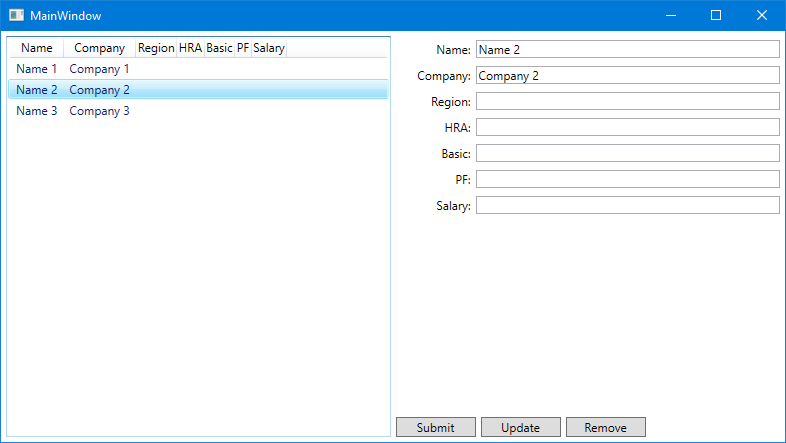 MainWindow
Name Company Region HRA Basic PF Salary
Name 1 Company 1
Name 2 Company 2
Name 3 Company 3
Name: Name 2
Company: Company 2
Region:
HRA:
Basic:
PF:
Salary:
Submit Update Remove